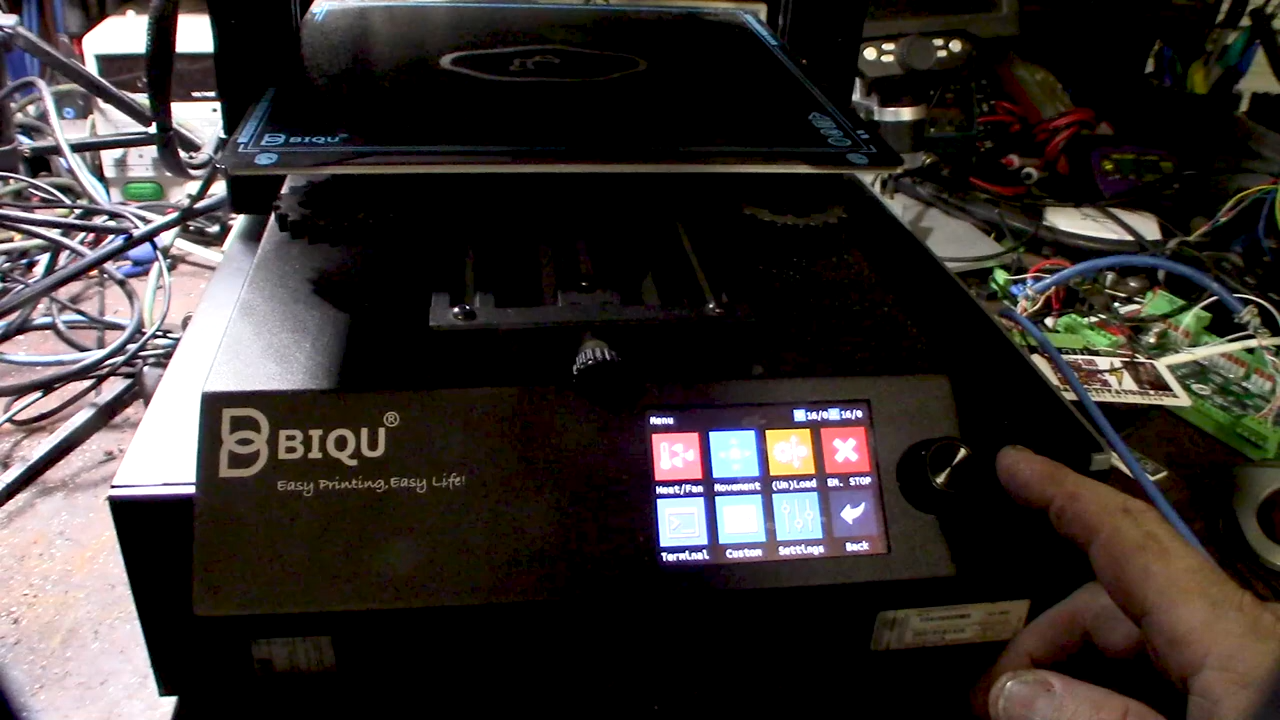 BIQU®
BIQU®
Easy Printing, Easy Life!
Menu 16/0 16/0
Heat/Fan Movement (Un)Load EM. STOP
Terminal Custom Settings Back